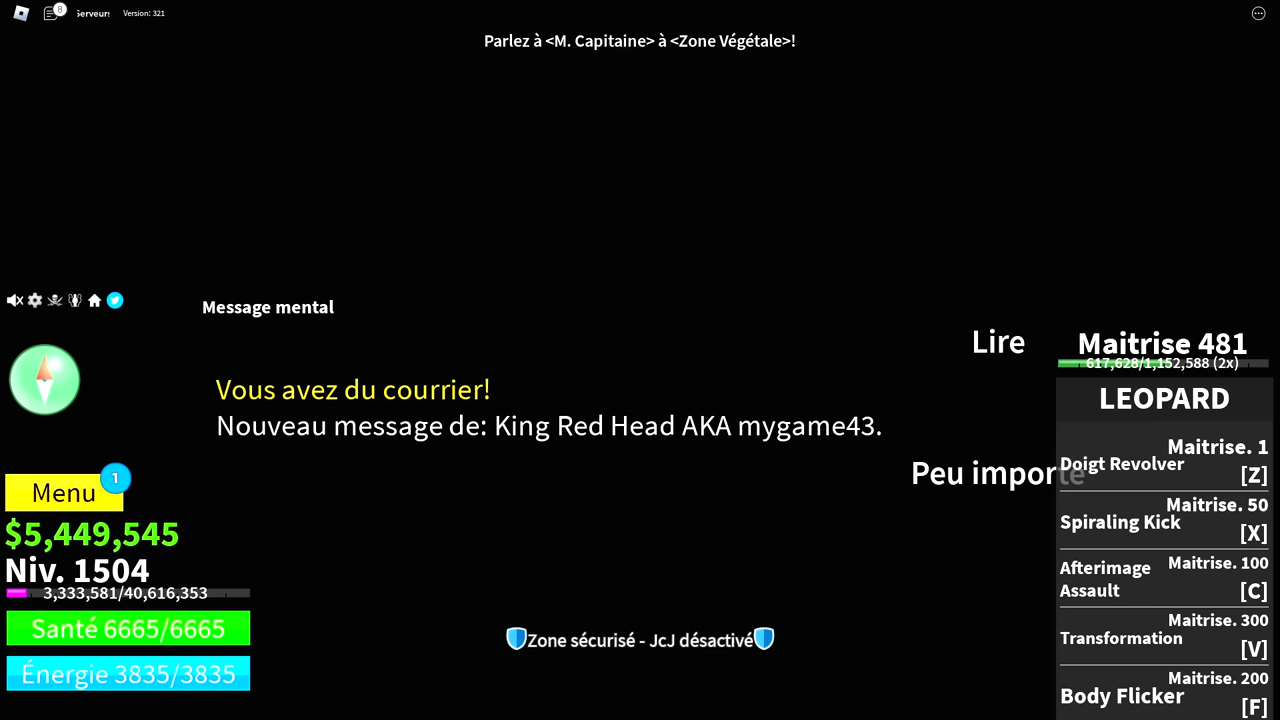 8
Serveurs
Version: 321
Parlez à <M. Capitaine> à <Zone Végétale>!
Message mental
Vous avez du courrier!
Nouveau message de: King Red Head AKA mygame43.
Lire
Peu importe
Menu
1
$5,449,545
Niv. 1504
3,333,581/40,616,353
Santé 6665/6665
Énergie 3835/3835
Zone sécurisé - JcJ désactivé
Maitrise 481
617,628/1,152,588 (2x)
LEOPARD
Maitrise. 1
Doigt Revolver
[Z]
Maitrise. 50
Spiraling Kick
[X]
Maitrise. 100
Afterimage
Assault
[C]
Maitrise. 300
Transformation
[V]
Maitrise. 200
Body Flicker
[F]